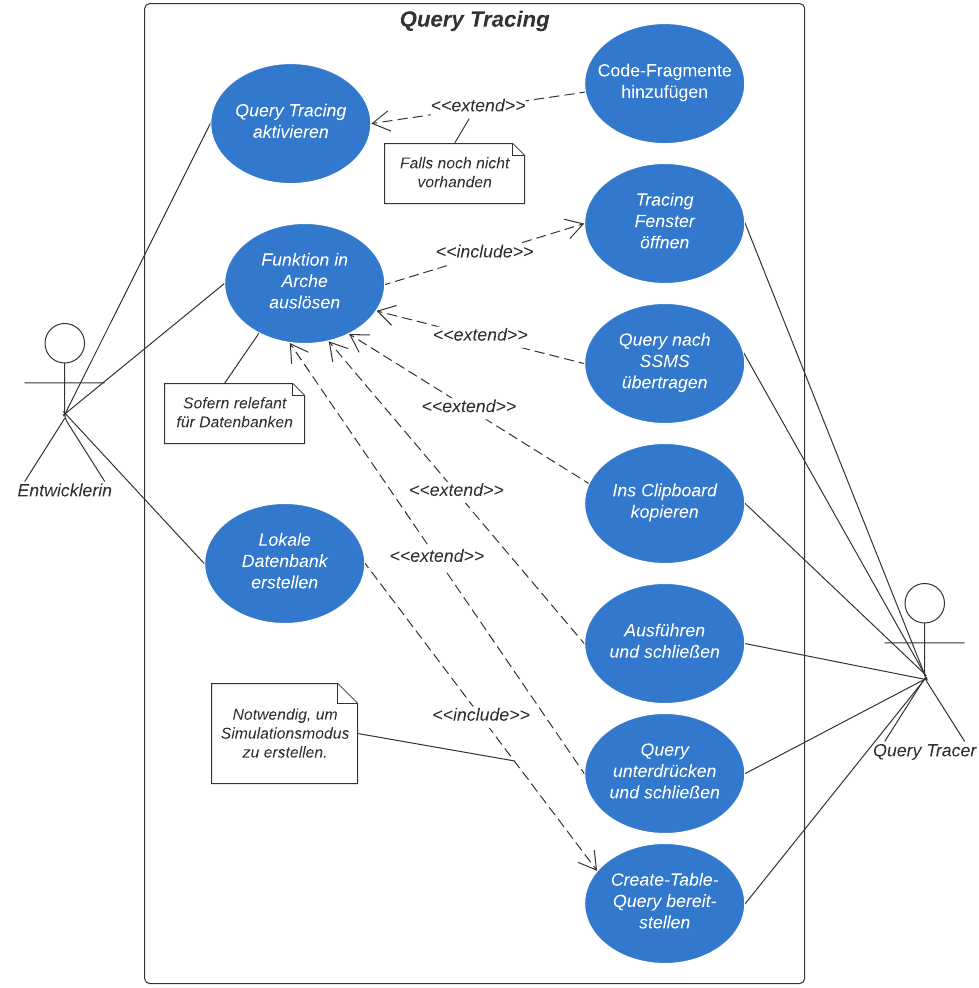 Query Tracing
Code-Fragmente
hinzufügen
Query Tracing
aktivieren
<<extend>>
Falls noch nicht
vorhanden
Tracing
Fenster
öffnen
Funktion in
Arche
auslösen
<<include>>
Query nach
SSMS
übertragen
<<extend>>
Sofern relefant
für Datenbanken
<<extend>>
Entwicklerin
Ins Clipboard
kopieren
<<extend>>
Lokale
Datenbank
erstellen
<<extend>>
Ausführen
und schließen
Notwendig, um
Simulationsmodus
zu erstellen.
<<include>>
Query
unterdrücken
und schließen
Query Tracer
Create-Table-
Query bereit-
stellen